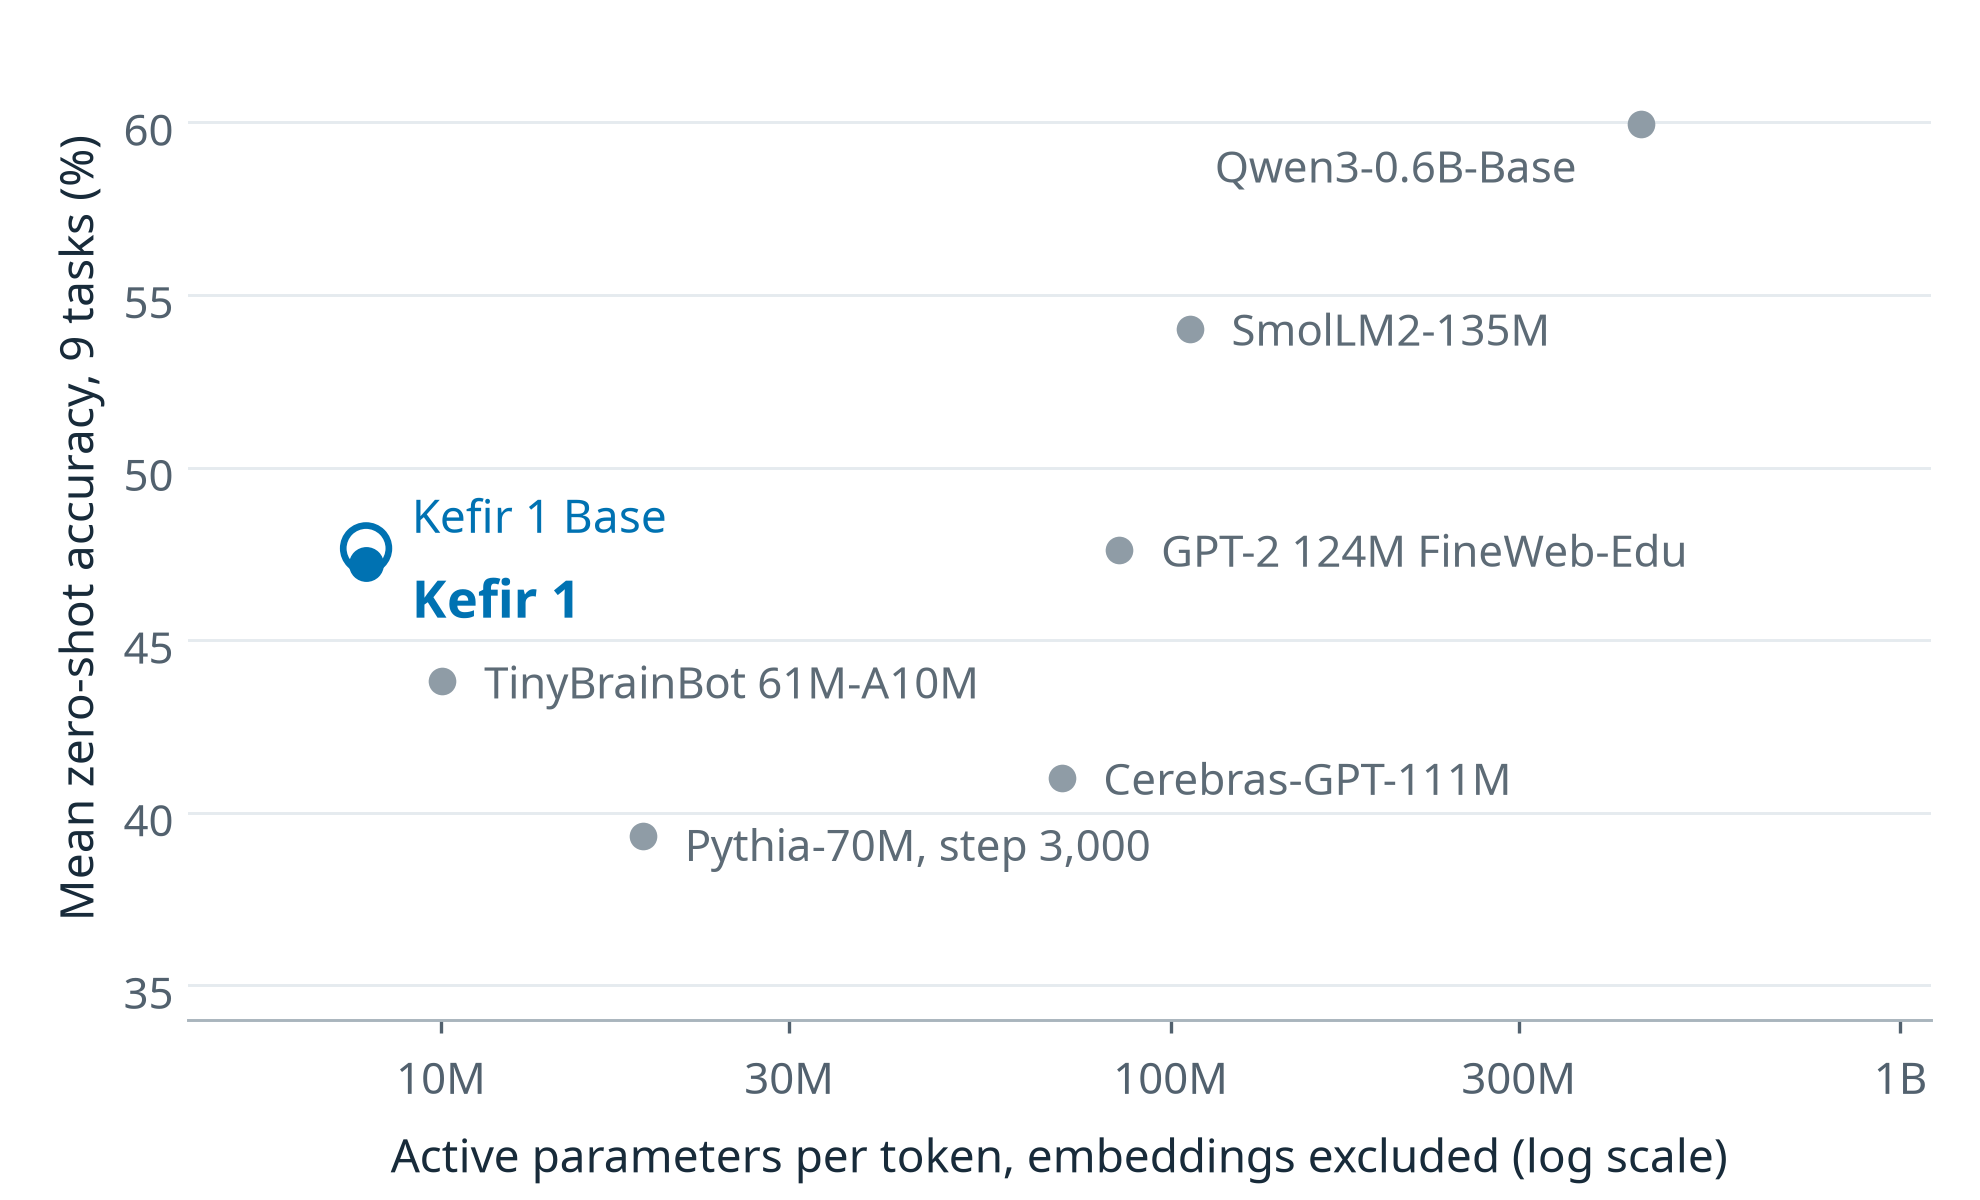 Mean zero-shot accuracy, 9 tasks (%)
60
Qwen3-0.6B-Base
55
SmolLM2-135M
50
Kefir 1 Base
GPT-2 124M FineWeb-Edu
Kefir 1
45
TinyBrainBot 61M-A10M
Cerebras-GPT-111M
40
Pythia-70M, step 3,000
35
10M 30M 100M 300M 1B
Active parameters per token, embeddings excluded (log scale)